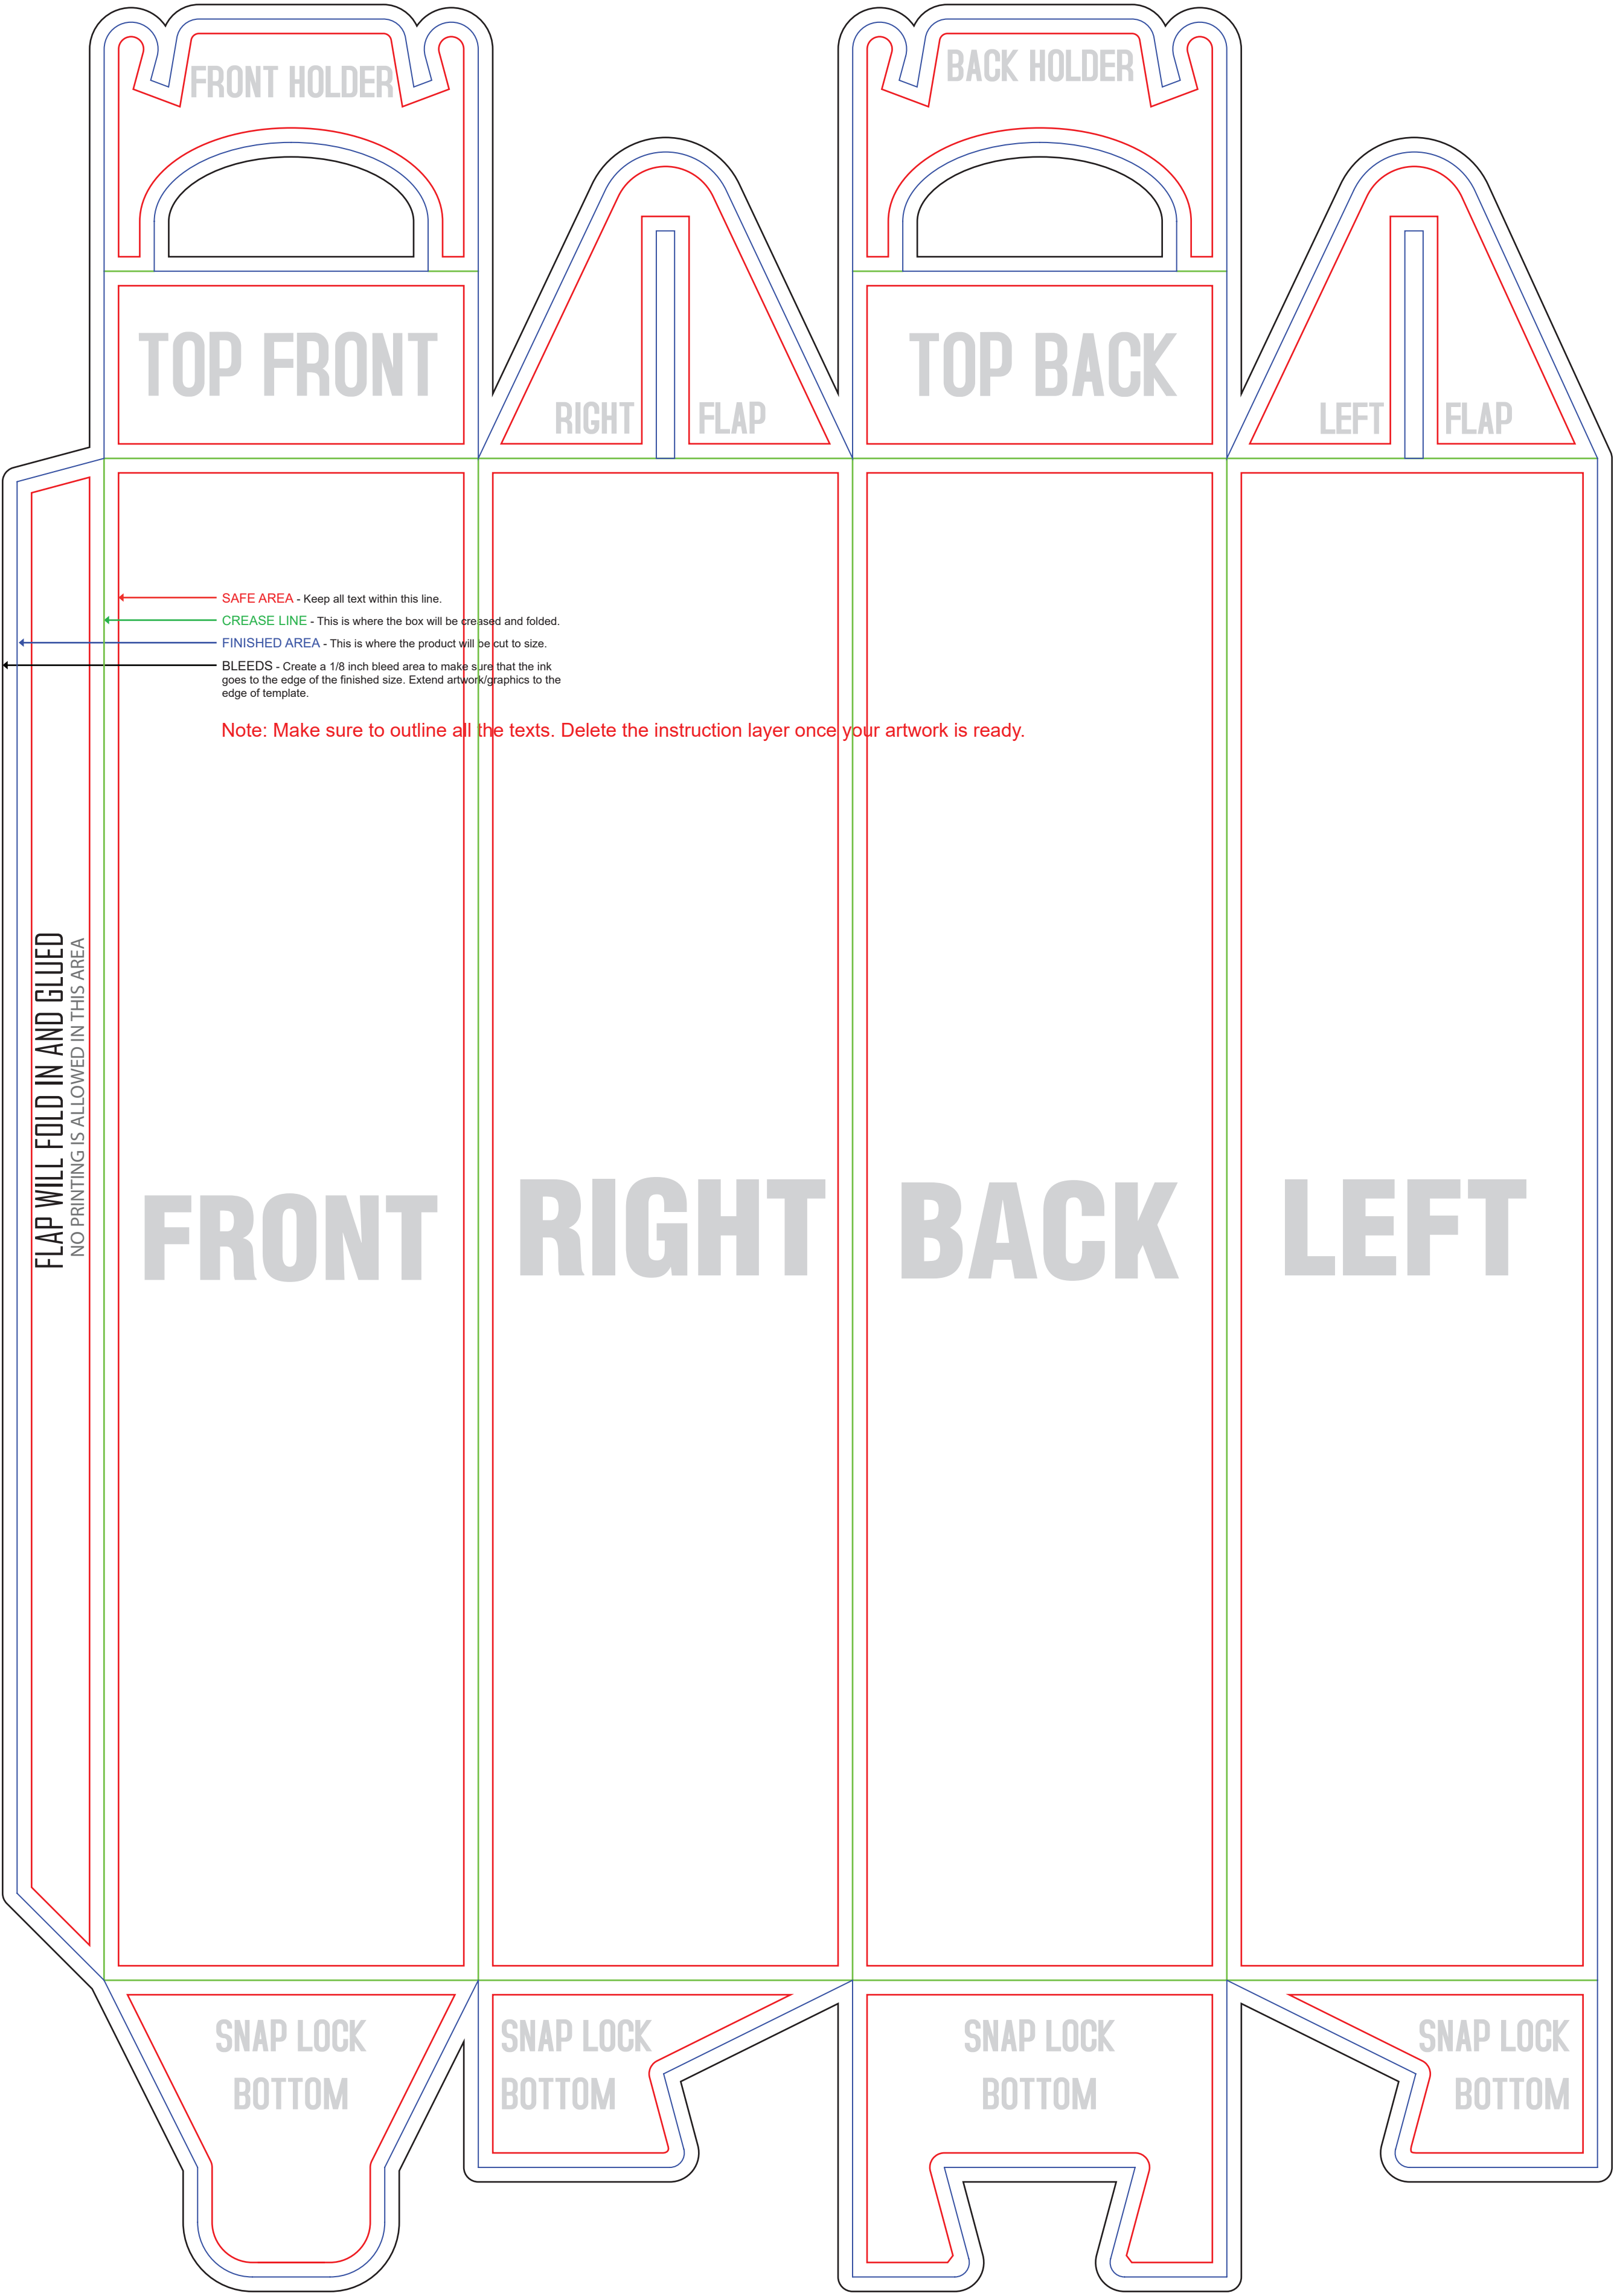 FRONT HOLDER
BACK HOLDER
TOP FRONT
RIGHT FLAP
TOP BACK
LEFT FLAP
SAFE AREA - Keep all text within this line.
CREASE LINE - This is where the box will be creased and folded.
FINISHED AREA - This is where the product will be cut to size.
BLEEDS - Create a 1/8 inch bleed area to make sure that the ink
goes to the edge of the finished size. Extend artwork/graphics to the
edge of template.
Note: Make sure to outline all the texts. Delete the instruction layer once your artwork is ready.
FLAP WILL FOLD IN AND GLUED
NO PRINTING IS ALLOWED IN THIS AREA
FRONT
RIGHT
BACK
LEFT
SNAP LOCK
BOTTOM
SNAP LOCK
BOTTOM
SNAP LOCK
BOTTOM
SNAP LOCK
BOTTOM